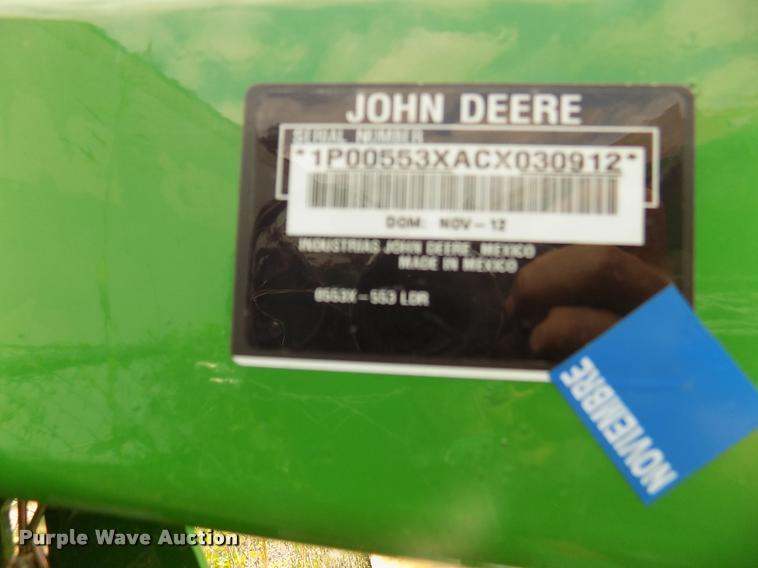 JOHN DEERE
SERIAL NUMBER
*1P00553XACX030912*
DOM: NOV-12
INDUSTRIAS JOHN DEERE, MEXICO
MADE IN MEXICO
0553X-553 LDR
NOVIEMBRE
Purple Wave Auction